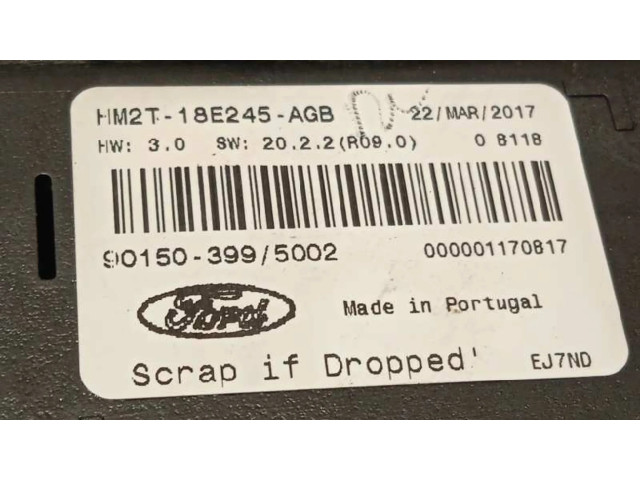 HM2T-18E245-AGB 22/MAR/2017
HW: 3.0 SW: 20.2.2(R09.0) 0 8118
90150-399/5002 000001170817
Ford Made in Portugal
Scrap if Dropped' EJ7ND